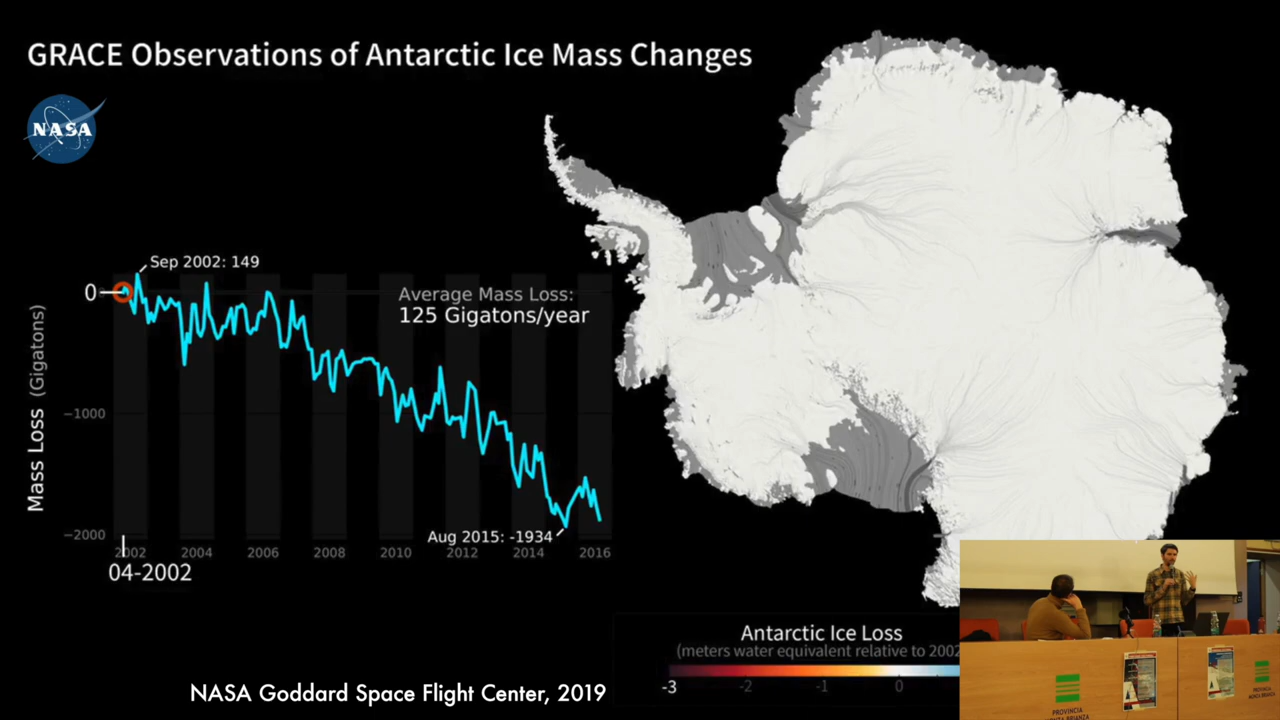 GRACE Observations of Antarctic Ice Mass Changes
NASA
Sep 2002: 149
0
Average Mass Loss:
125 Gigatons/year
Mass Loss (Gigatons)
−1000
Aug 2015: -1934
−2000
2002 2004 2006 2008 2010 2012 2014 2016
04-2002
Antarctic Ice Loss
(meters water equivalent relative to 2002
-3 -2 -1 0
NASA Goddard Space Flight Center, 2019
PROVINCIA
PROVINCIA